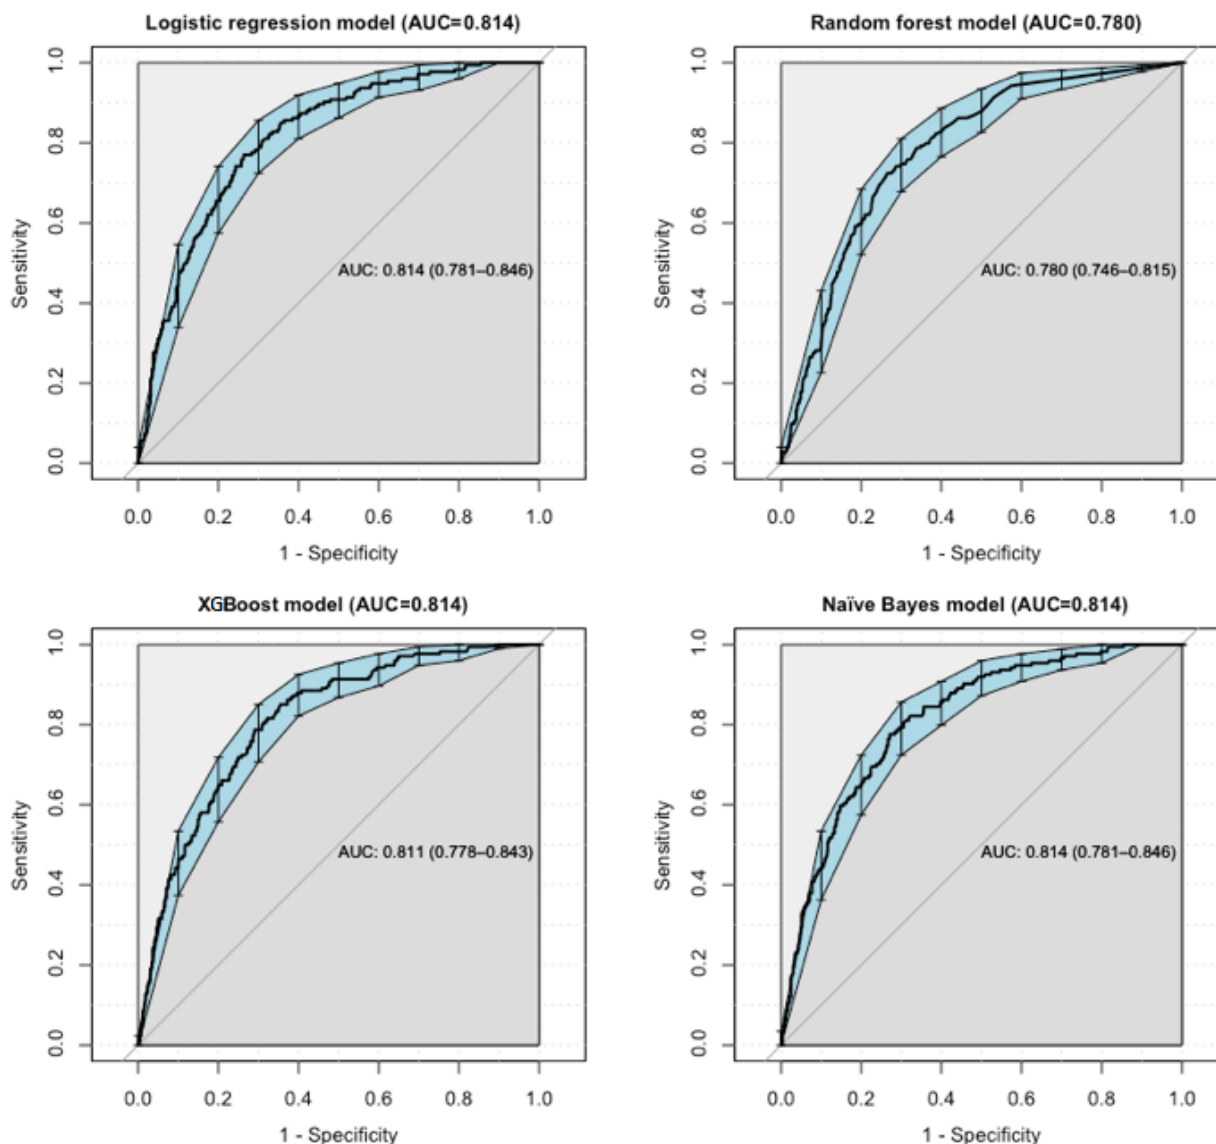 Logistic regression model (AUC=0.814)
1.0
0.8
0.6
0.4
0.2
0.0
Sensitivity
AUC: 0.814 (0.781–0.846)
0.0 0.2 0.4 0.6 0.8 1.0
1 - Specificity
Random forest model (AUC=0.780)
1.0
0.8
0.6
0.4
0.2
0.0
Sensitivity
AUC: 0.780 (0.746–0.815)
0.0 0.2 0.4 0.6 0.8 1.0
1 - Specificity
XGBoost model (AUC=0.814)
1.0
0.8
0.6
0.4
0.2
0.0
Sensitivity
AUC: 0.811 (0.778–0.843)
0.0 0.2 0.4 0.6 0.8 1.0
1 - Specificity
Naïve Bayes model (AUC=0.814)
1.0
0.8
0.6
0.4
0.2
0.0
Sensitivity
AUC: 0.814 (0.781–0.846)
0.0 0.2 0.4 0.6 0.8 1.0
1 - Specificity